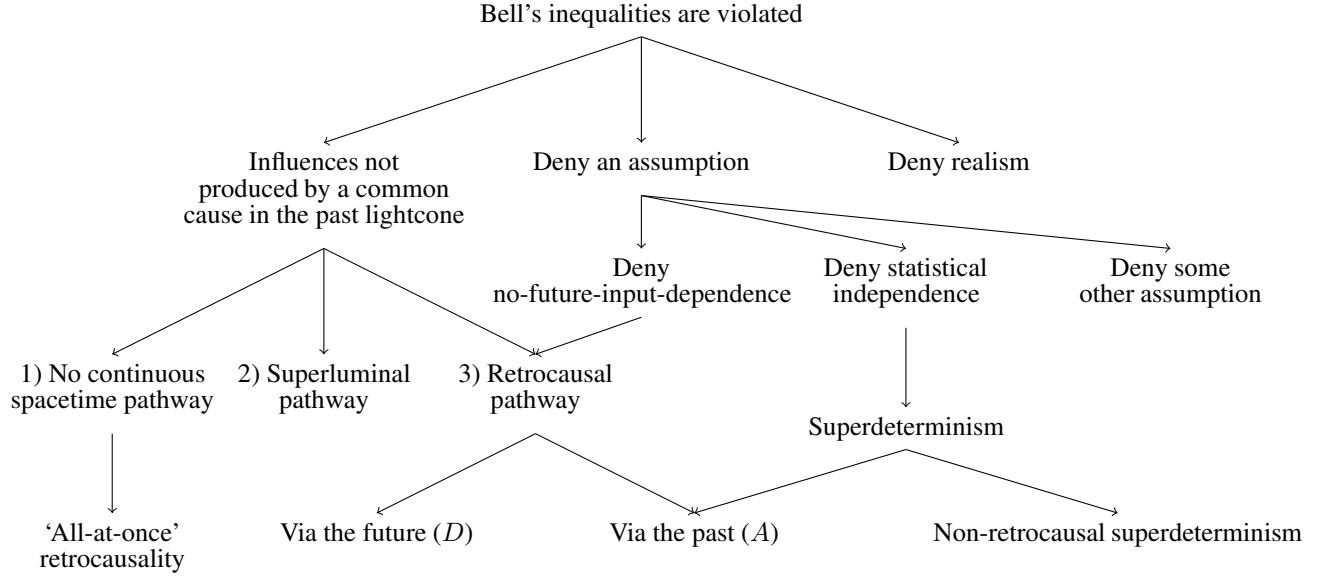 Bell’s inequalities are violated
Influences not
produced by a common
cause in the past lightcone
Deny an assumption
Deny realism
Deny
no-future-input-dependence
Deny statistical
independence
Deny some
other assumption
1) No continuous
spacetime pathway
2) Superluminal
pathway
3) Retrocausal
pathway
Superdeterminism
‘All-at-once’
retrocausality
Via the future (D)
Via the past (A)
Non-retrocausal superdeterminism